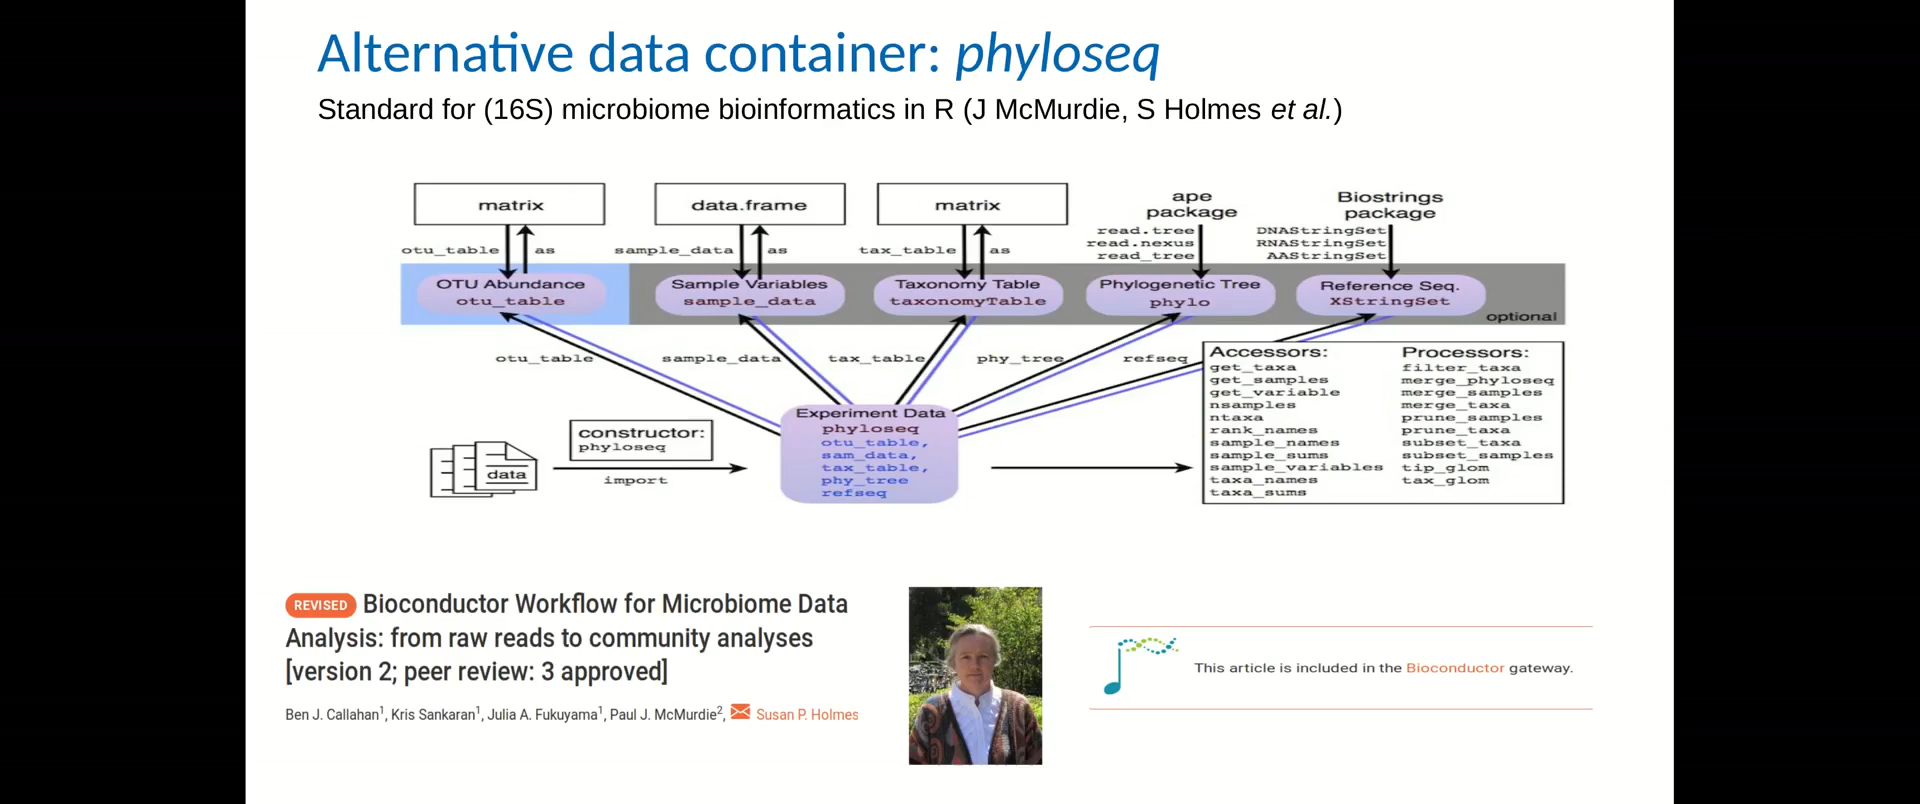 Alternative data container: phyloseq
Standard for (16S) microbiome bioinformatics in R (J McMurdie, S Holmes et al.)
matrix
data.frame
matrix
ape
package
Biostrings
package
otu_table
as
sample_data
as
tax_table
as
read.tree
read.nexus
read_tree
DNAStringSet
RNAStringSet
AAStringSet
OTU Abundance
otu_table
Sample Variables
sample_data
Taxonomy Table
taxonomyTable
Phylogenetic Tree
phylo
Reference Seq.
XStringSet
optional
otu_table
sample_data
tax_table
phy_tree
refseq
data
constructor:
phyloseq
import
Experiment Data
phyloseq
otu_table,
sam_data,
tax_table,
phy_tree
refseq
Accessors:
get_taxa
get_samples
get_variable
nsamples
ntaxa
rank_names
sample_names
sample_sums
sample_variables
taxa_names
taxa_sums
Processors:
filter_taxa
merge_phyloseq
merge_samples
merge_taxa
prune_samples
prune_taxa
subset_taxa
subset_samples
tip_glom
tax_glom
REVISED Bioconductor Workflow for Microbiome Data
Analysis: from raw reads to community analyses
[version 2; peer review: 3 approved]
Ben J. Callahan1, Kris Sankaran1, Julia A. Fukuyama1, Paul J. McMurdie2, Susan P. Holmes
This article is included in the Bioconductor gateway.